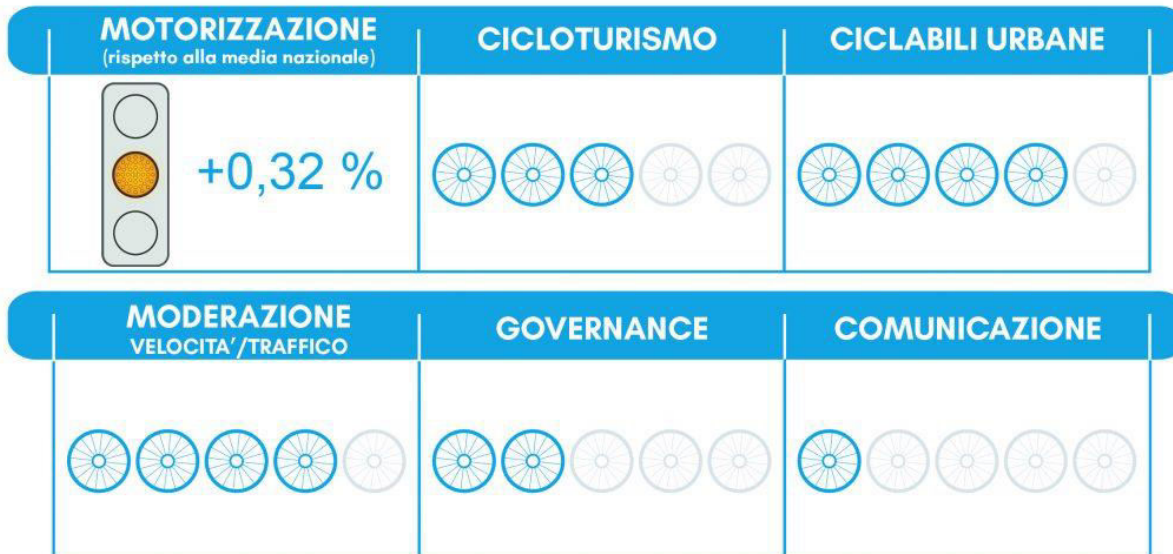 MOTORIZZAZIONE
(rispetto alla media nazionale)
CICLOTURISMO
CICLABILI URBANE
+0,32 %
MODERAZIONE
VELOCITA'/TRAFFICO
GOVERNANCE
COMUNICAZIONE